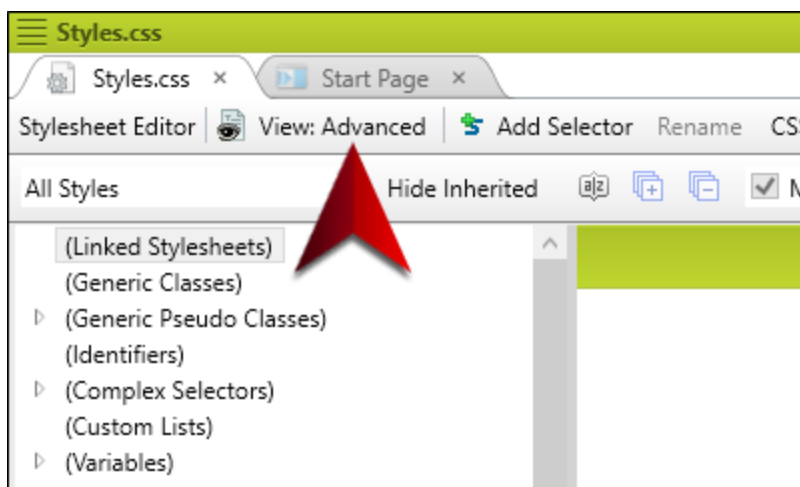 Styles.css
Styles.css × Start Page ×
Stylesheet Editor View: Advanced Add Selector Rename CSS
All Styles Hide Inherited a|z
(Linked Stylesheets)
(Generic Classes)
(Generic Pseudo Classes)
(Identifiers)
(Complex Selectors)
(Custom Lists)
(Variables)